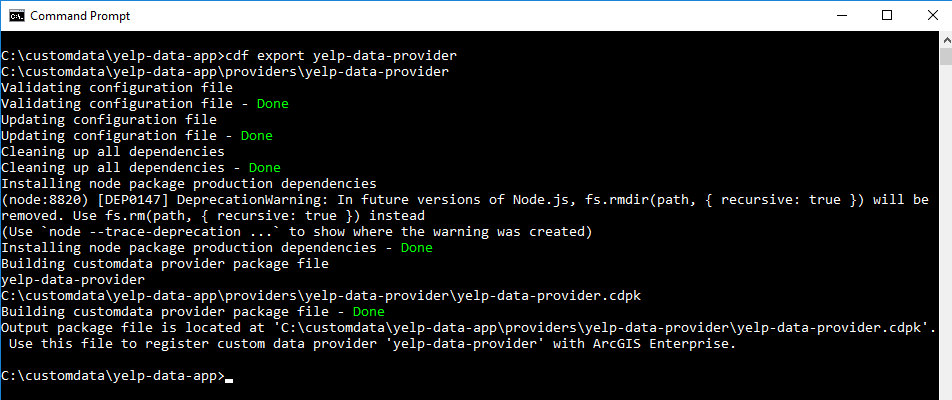 Command Prompt
C:\customdata\yelp-data-app>cdf export yelp-data-provider
C:\customdata\yelp-data-app\providers\yelp-data-provider
Validating configuration file
Validating configuration file - Done
Updating configuration file
Updating configuration file - Done
Cleaning up all dependencies
Cleaning up all dependencies - Done
Installing node package production dependencies
(node:8820) [DEP0147] DeprecationWarning: In future versions of Node.js, fs.rmdir(path, { recursive: true }) will be
removed. Use fs.rm(path, { recursive: true }) instead
(Use `node --trace-deprecation ...` to show where the warning was created)
Installing node package production dependencies - Done
Building customdata provider package file
yelp-data-provider
C:\customdata\yelp-data-app\providers\yelp-data-provider\yelp-data-provider.cdpk
Building customdata provider package file - Done
Output package file is located at 'C:\customdata\yelp-data-app\providers\yelp-data-provider\yelp-data-provider.cdpk'.
 Use this file to register custom data provider 'yelp-data-provider' with ArcGIS Enterprise.
C:\customdata\yelp-data-app>